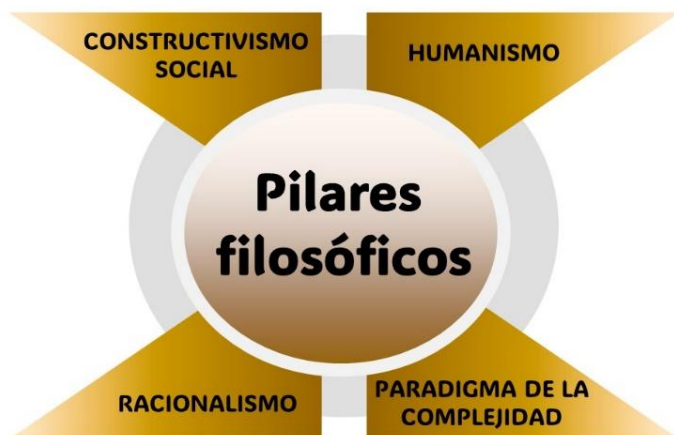 CONSTRUCTIVISMO
SOCIAL
HUMANISMO
Pilares
filosóficos
RACIONALISMO
PARADIGMA DE LA
COMPLEJIDAD